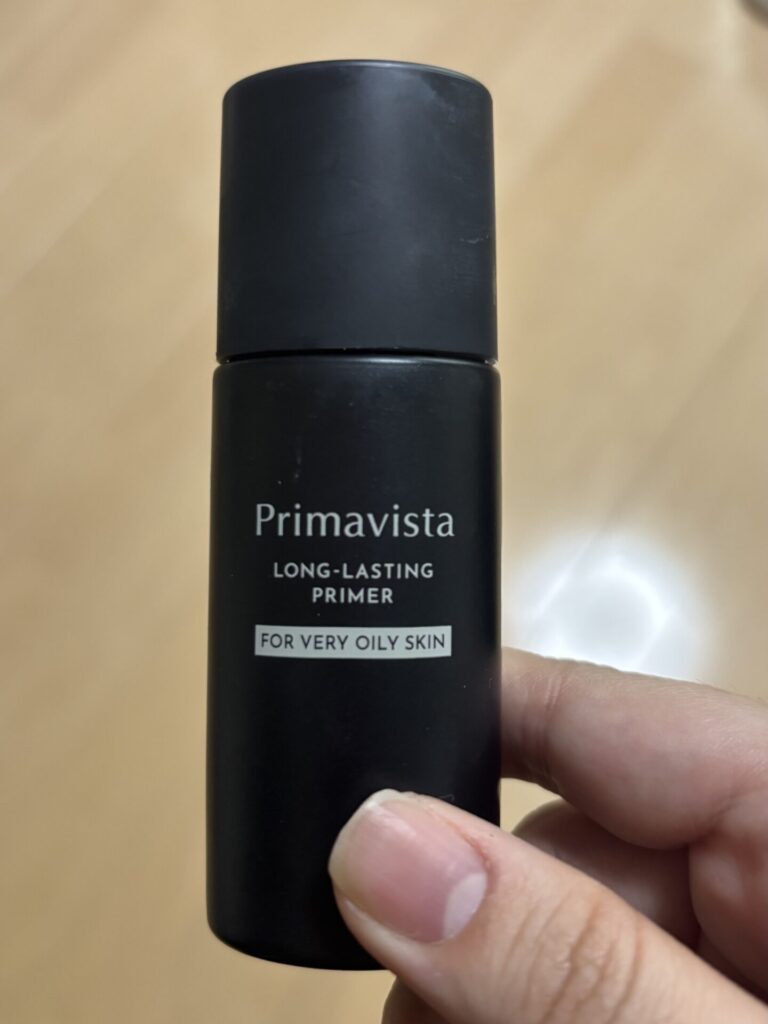 Primavista
LONG-LASTING
PRIMER
FOR VERY OILY SKIN